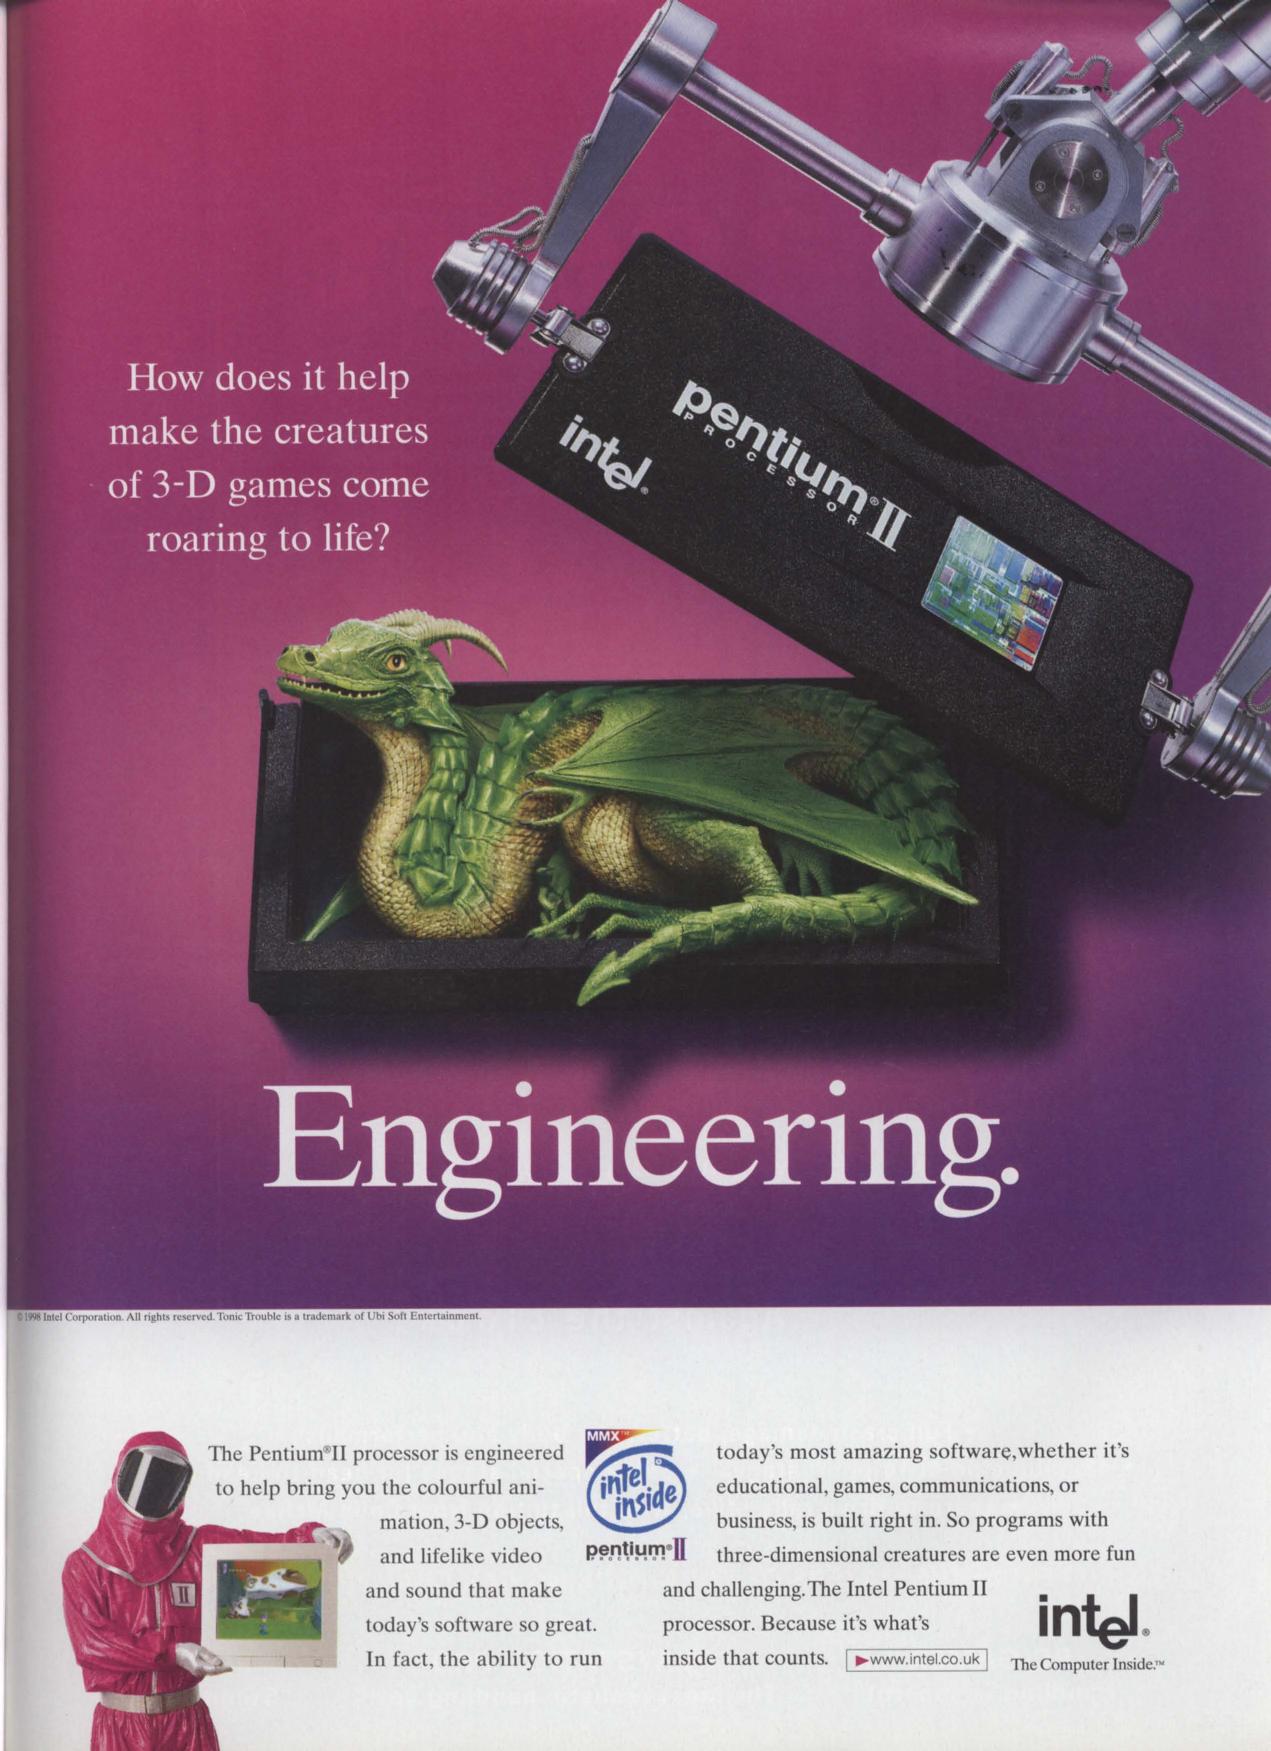 How does it help
make the creatures
of 3-D games come
roaring to life?
intel®
pentium®II
PROCESSOR
Engineering.
©1998 Intel Corporation. All rights reserved. Tonic Trouble is a trademark of Ubi Soft Entertainment.
The Pentium®II processor is engineered
to help bring you the colourful ani-
mation, 3-D objects,
and lifelike video
and sound that make
today's software so great.
In fact, the ability to run
II
MMX™
intel®
inside
pentium®II
PROCESSOR
today's most amazing software, whether it's
educational, games, communications, or
business, is built right in. So programs with
three-dimensional creatures are even more fun
and challenging. The Intel Pentium II
processor. Because it's what's
inside that counts.
►www.intel.co.uk
intel®
The Computer Inside.™